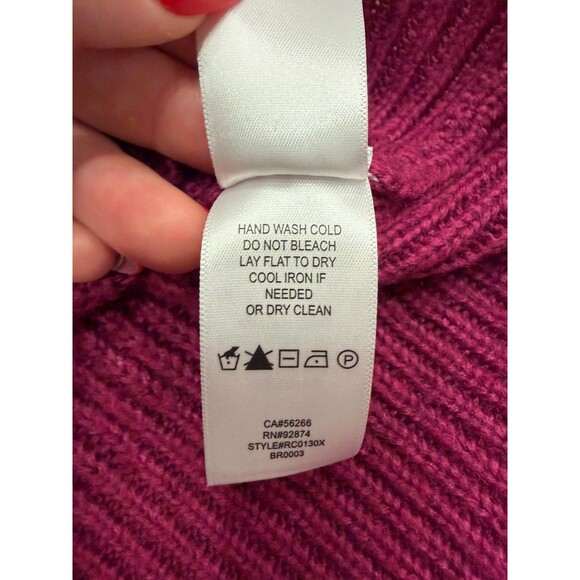 HAND WASH COLD
DO NOT BLEACH
LAY FLAT TO DRY
COOL IRON IF
NEEDED
OR DRY CLEAN
P
CA#56266
RN#92874
STYLE#RC0130X
BR0003